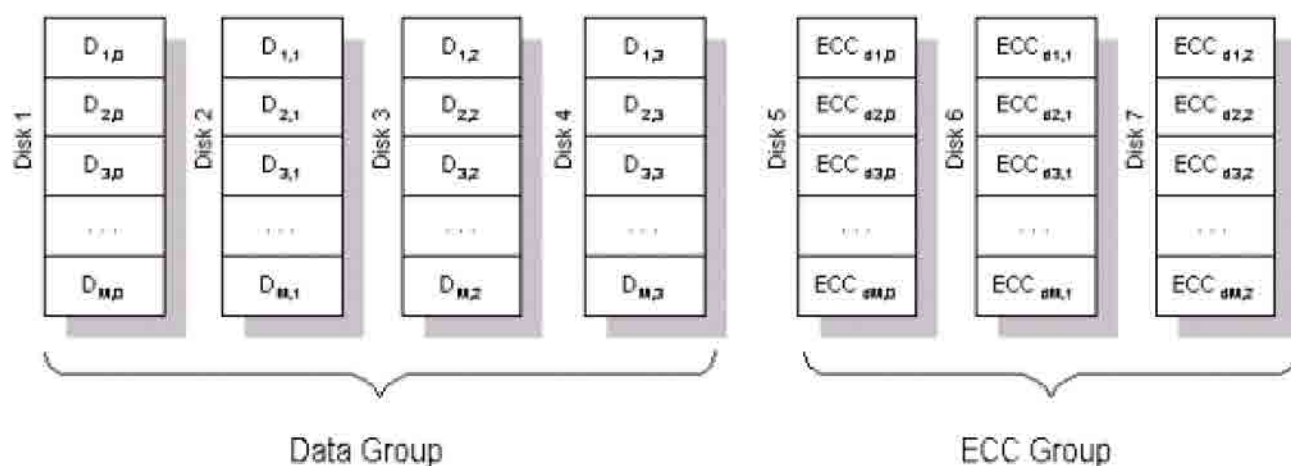 D1,0 D1,1 D1,2 D1,3 ECC d1,0 ECC d1,1 ECC d1,2
D2,0 D2,1 D2,2 D2,3 ECC d2,0 ECC d2,1 ECC d2,2
Disk 1 Disk 2 Disk 3 Disk 4 Disk 5 Disk 6 Disk 7
D3,0 D3,1 D3,2 D3,3 ECC d3,0 ECC d3,1 ECC d3,2
... ... ... ... ... ... ...
DM,0 DM,1 DM,2 DM,3 ECC dM,0 ECC dM,1 ECC dM,2
Data Group ECC Group